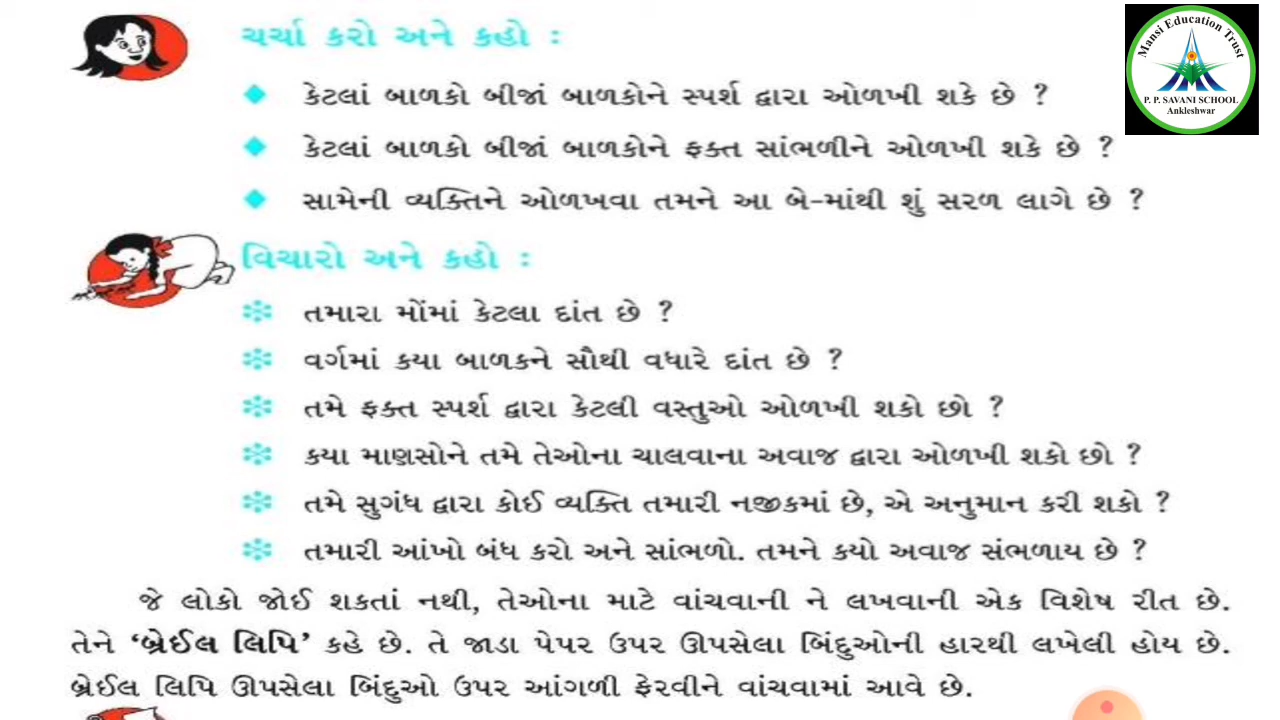 ચર્ચા કરો અને કહો :
Mansi Education Trust
P. P. SAVANI SCHOOL
Ankleshwar
કેટલાં બાળકો બીજાં બાળકોને સ્પર્શ દ્વારા ઓળખી શકે છે ?
કેટલાં બાળકો બીજાં બાળકોને ફક્ત સાંભળીને ઓળખી શકે છે ?
સામેની વ્યક્તિને ઓળખવા તમને આ બે-માંથી શું સરળ લાગે છે ?
વિચારો અને કહો :
તમારા મોંમાં કેટલા દાંત છે ?
વર્ગમાં કયા બાળકને સૌથી વધારે દાંત છે ?
તમે ફક્ત સ્પર્શ દ્વારા કેટલી વસ્તુઓ ઓળખી શકો છો ?
કયા માણસોને તમે તેઓના ચાલવાના અવાજ દ્વારા ઓળખી શકો છો ?
તમે સુગંધ દ્વારા કોઈ વ્યક્તિ તમારી નજીકમાં છે, એ અનુમાન કરી શકો ?
તમારી આંખો બંધ કરો અને સાંભળો. તમને કયો અવાજ સંભળાય છે ?
જે લોકો જોઈ શકતાં નથી, તેઓના માટે વાંચવાની ને લખવાની એક વિશેષ રીત છે.
તેને ‘બ્રેઈલ લિપિ’ કહે છે. તે જાડા પેપર ઉપર ઊપસેલા બિંદુઓની હારથી લખેલી હોય છે.
બ્રેઈલ લિપિ ઊપસેલા બિંદુઓ ઉપર આંગળી ફેરવીને વાંચવામાં આવે છે.